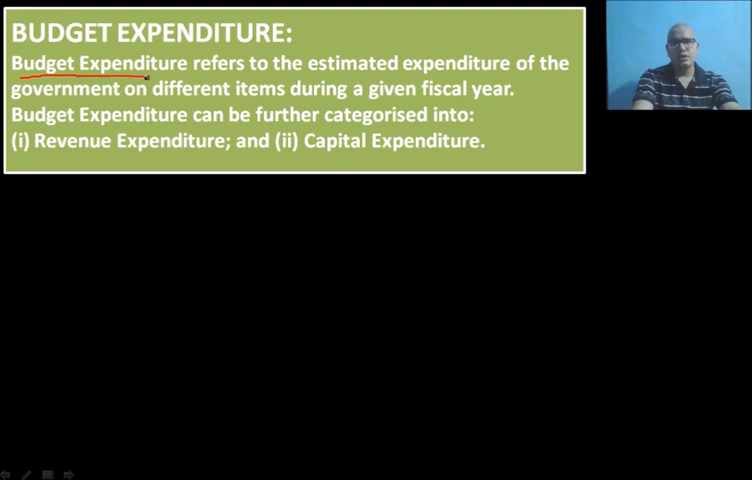 BUDGET EXPENDITURE:
Budget Expenditure refers to the estimated expenditure of the
government on different items during a given fiscal year.
Budget Expenditure can be further categorised into:
(i) Revenue Expenditure; and (ii) Capital Expenditure.